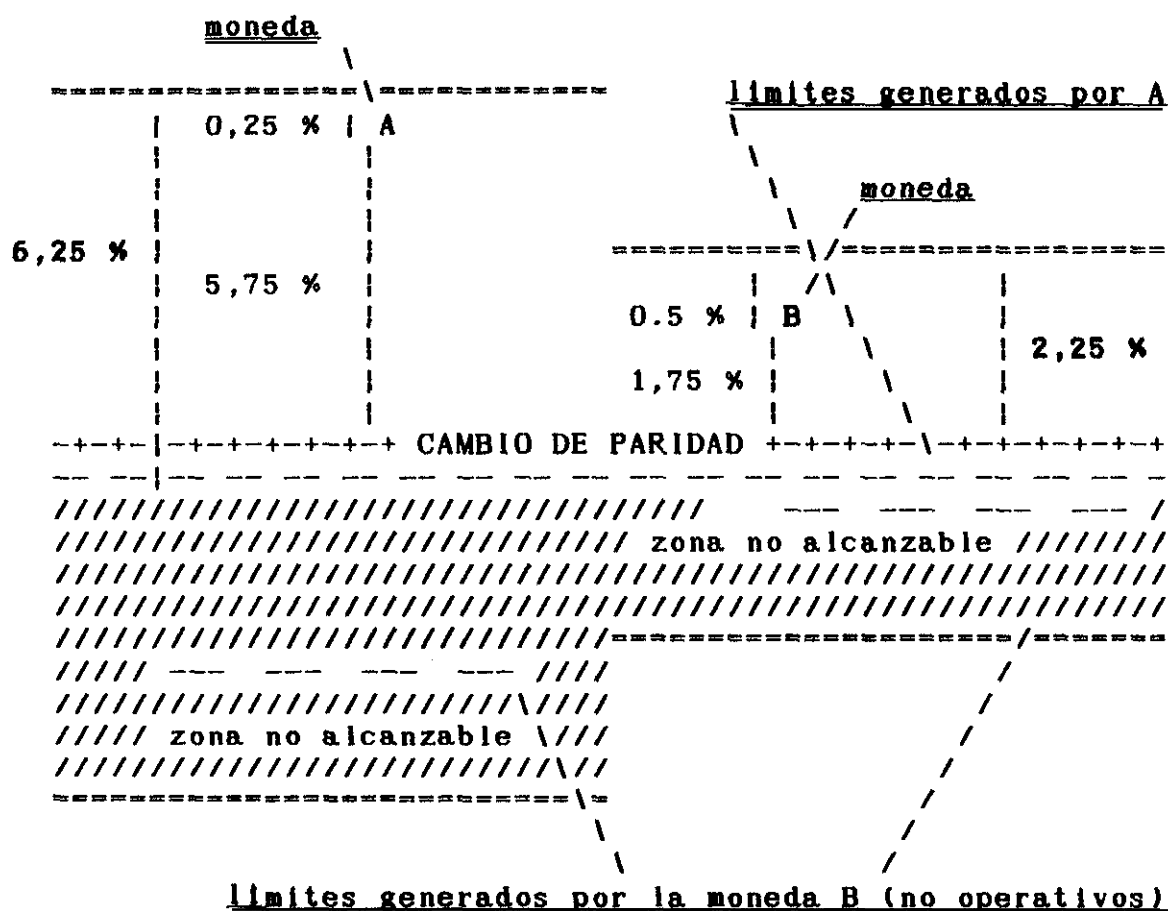 moneda
límites generados por A
0,25 % A
moneda
6,25 %
5,75 %
0.5 % B
2,25 %
1,75 %
CAMBIO DE PARIDAD
zona no alcanzable
zona no alcanzable
límites generados por la moneda B (no operativos)